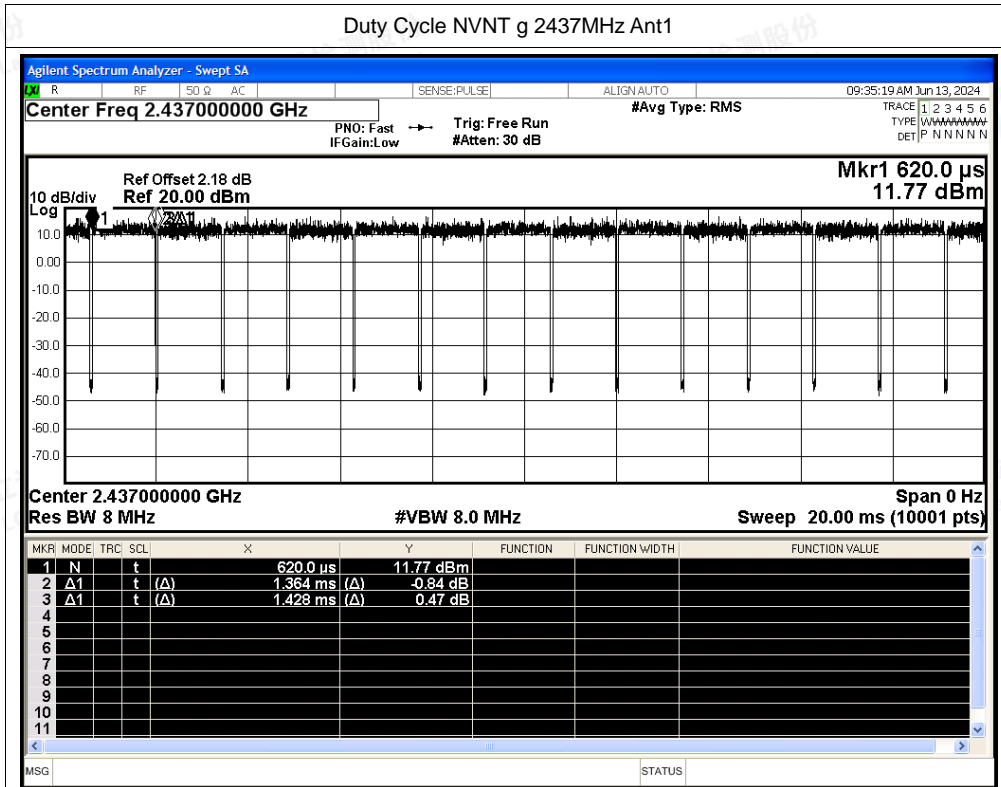 Duty Cycle NVNT g 2437MHz Ant1
Agilent Spectrum Analyzer - Swept SA
LXI R RF 50 Ω AC SENSE:PULSE ALIGN AUTO 09:35:19 AM Jun 13, 2024
Center Freq 2.437000000 GHz #Avg Type: RMS TRACE 1 2 3 4 5 6
PNO: Fast Trig: Free Run TYPE WWWWWW
IFGain:Low #Atten: 30 dB DET P N N N N N
Mkr1 620.0 µs
Ref Offset 2.18 dB
10 dB/div Ref 20.00 dBm 11.77 dBm
Log
1 2Δ1
10.0
0.00
-10.0
-20.0
-30.0
-40.0
-50.0
-60.0
-70.0
Center 2.437000000 GHz Span 0 Hz
Res BW 8 MHz #VBW 8.0 MHz Sweep 20.00 ms (10001 pts)
MKR MODE TRC SCL X Y FUNCTION FUNCTION WIDTH FUNCTION VALUE
1 N t 620.0 µs 11.77 dBm
2 Δ1 t (Δ) 1.364 ms (Δ) -0.84 dB
3 Δ1 t (Δ) 1.428 ms (Δ) 0.47 dB
4
5
6
7
8
9
10
11
MSG STATUS